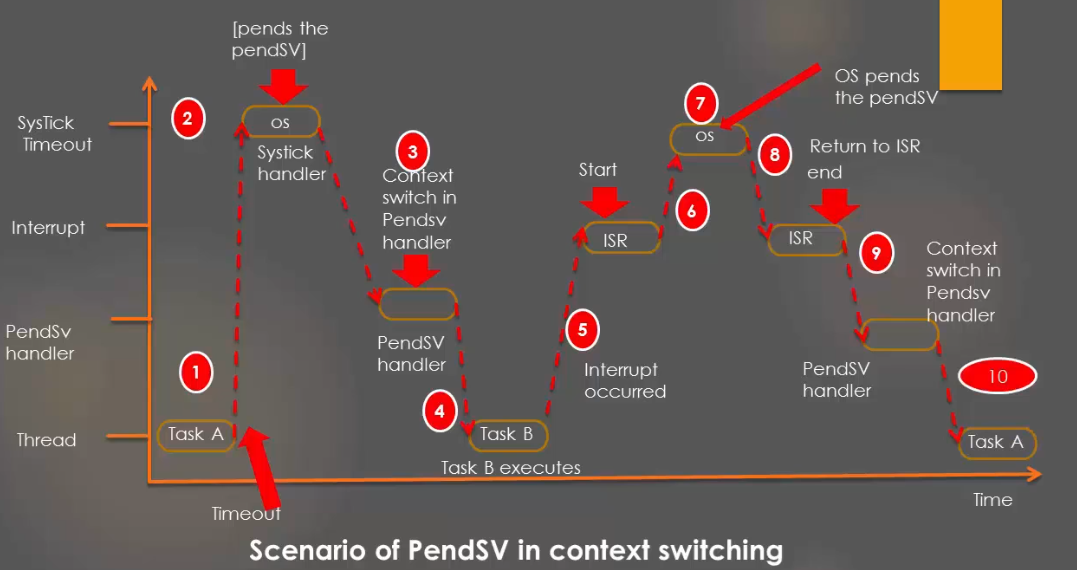 [pends the
pendSV]
OS pends
the pendSV
SysTick
Timeout
2
os
Systick
handler
3
Context
switch in
Pendsv
handler
7
os
8
Return to ISR
end
Start
6
Interrupt
ISR
ISR
9
Context
switch in
Pendsv
handler
PendSv
handler
PendSV
handler
5
Interrupt
occurred
PendSV
handler
1
4
10
Thread
Task A
Task B
Task A
Task B executes
Timeout
Time
Scenario of PendSV in context switching